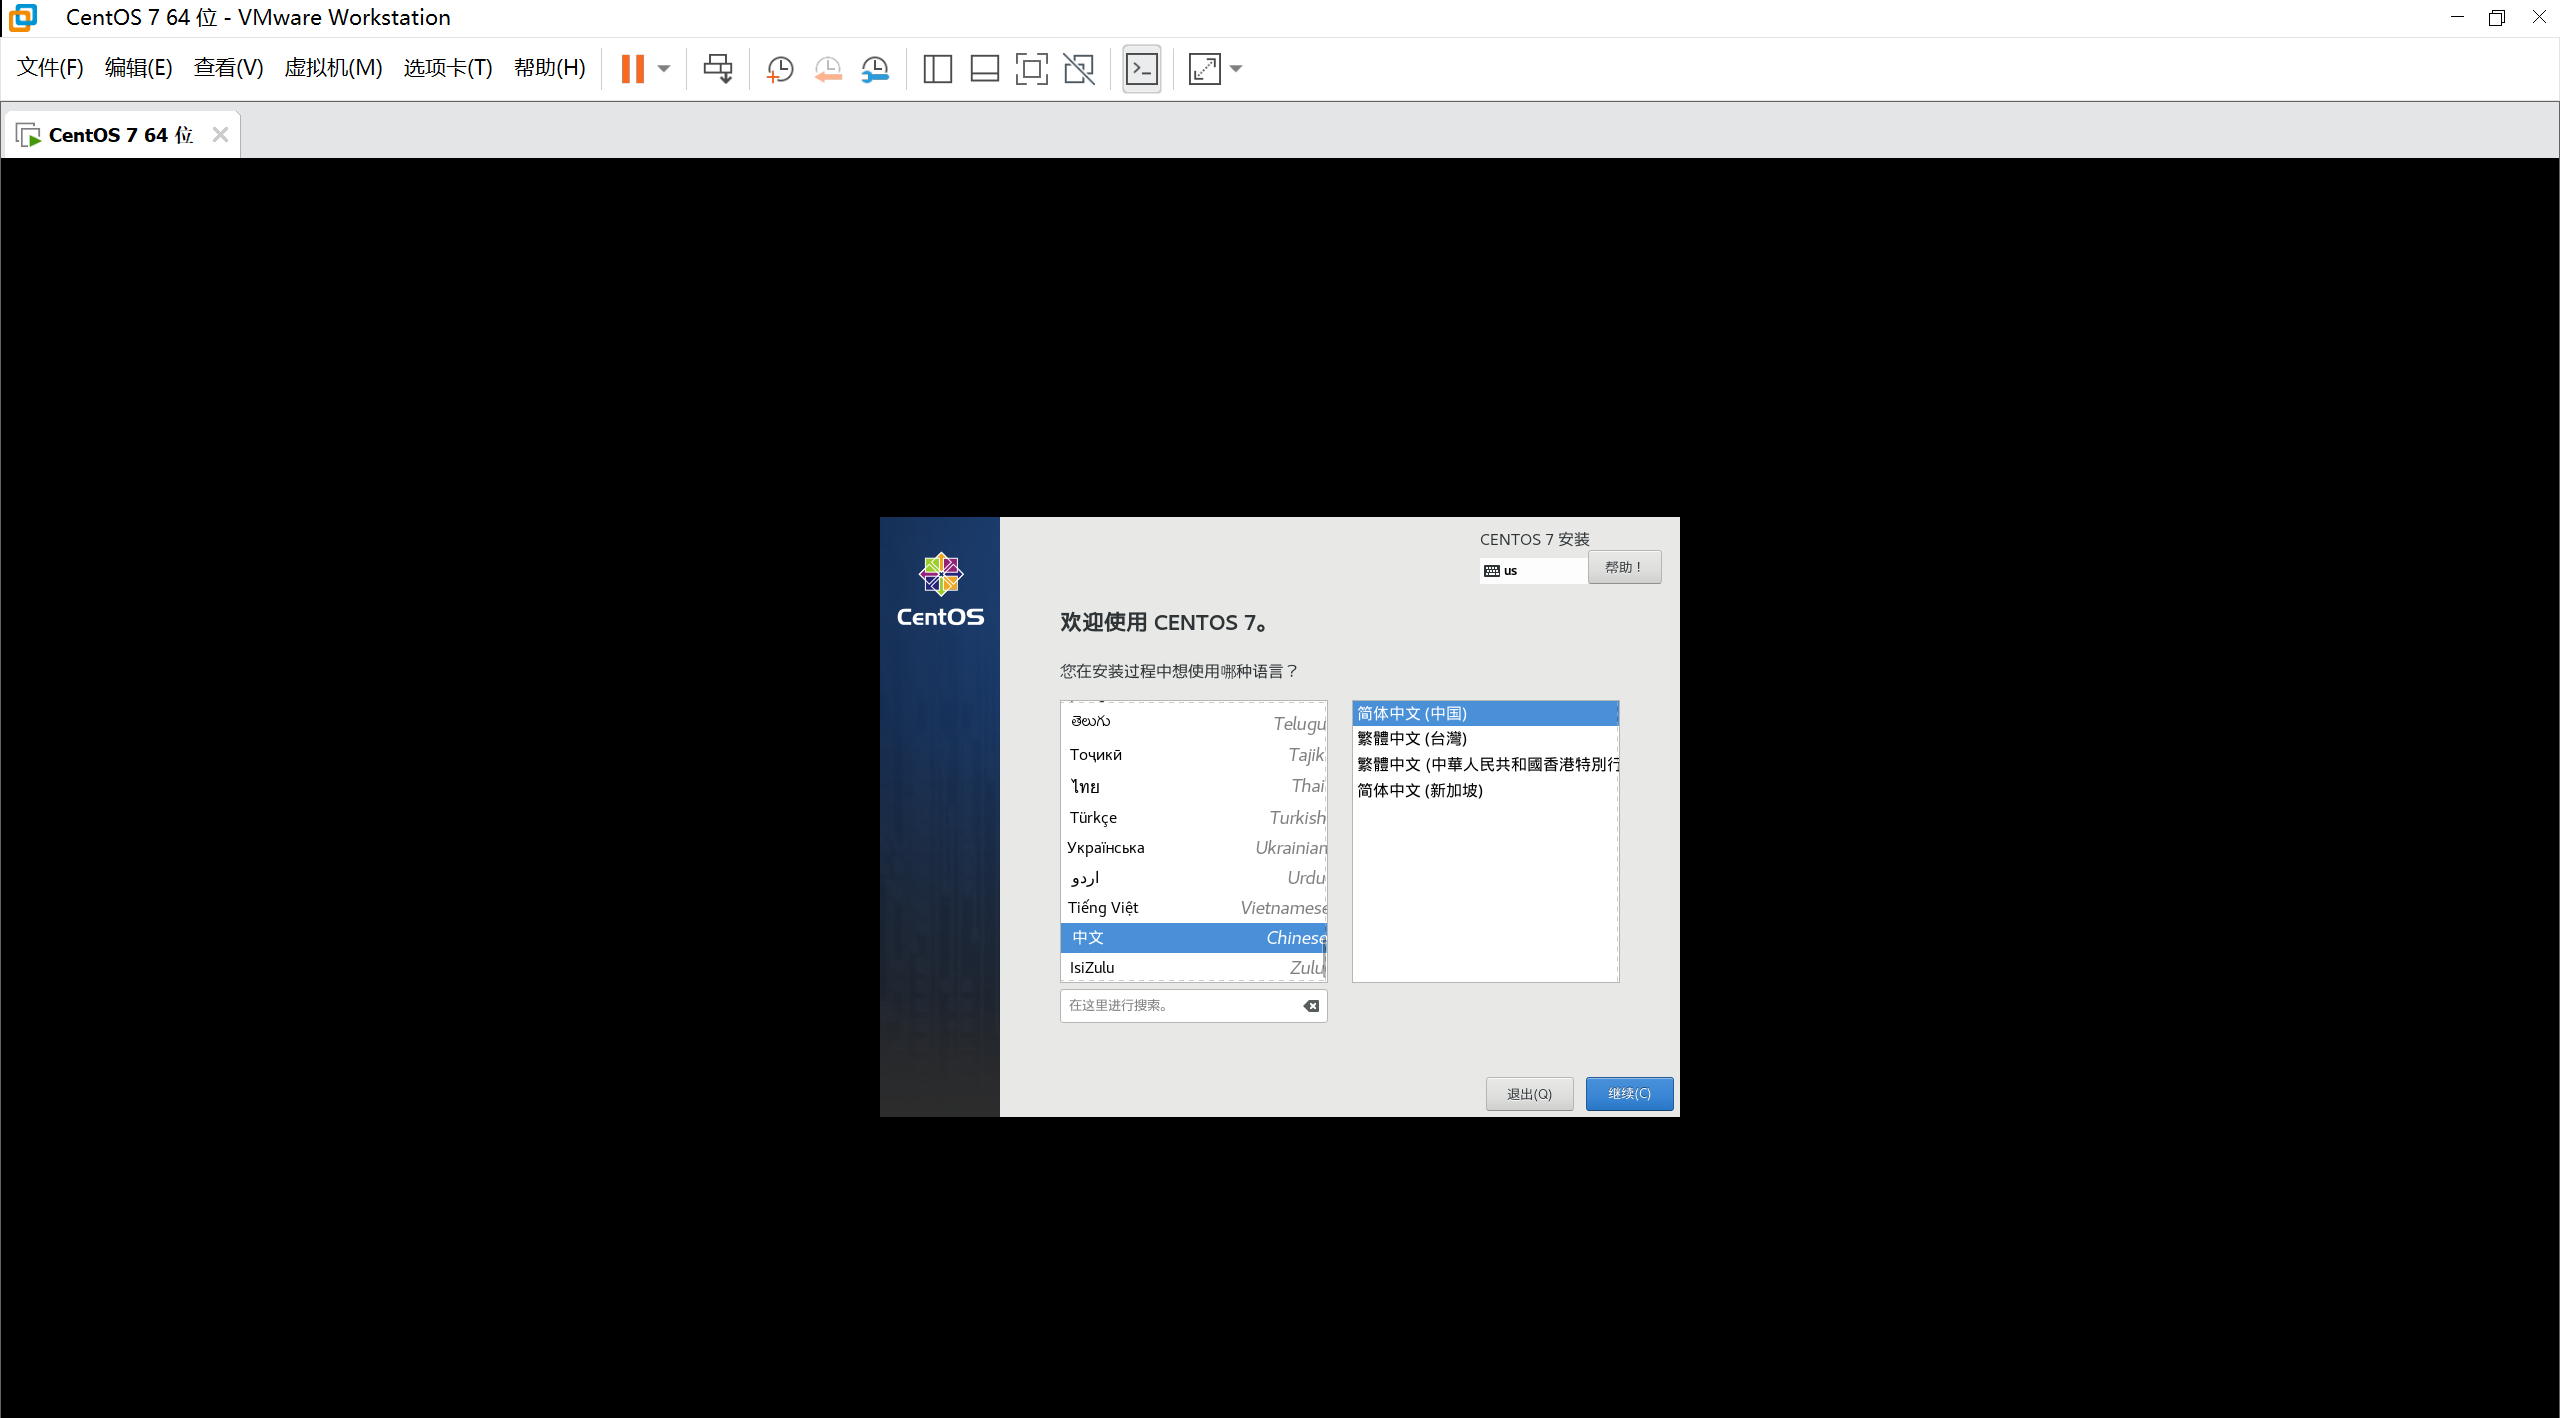 CentOS 7 64 位 - VMware Workstation
文件(F) 编辑(E) 查看(V) 虚拟机(M) 选项卡(T) 帮助(H)
CentOS 7 64 位
CentOS
CENTOS 7 安装
us
帮助！
欢迎使用 CENTOS 7。
您在安装过程中想使用哪种语言？
తెలుగు Telugu
Тоҷикӣ Tajik
ไทย Thai
Türkçe Turkish
Українська Ukrainian
اردو Urdu
Tiếng Việt Vietnamese
中文 Chinese
IsiZulu Zulu
在这里进行搜索。
简体中文 (中国)
繁體中文 (台灣)
繁體中文 (中華人民共和國香港特別行
简体中文 (新加坡)
退出(Q)
继续(C)